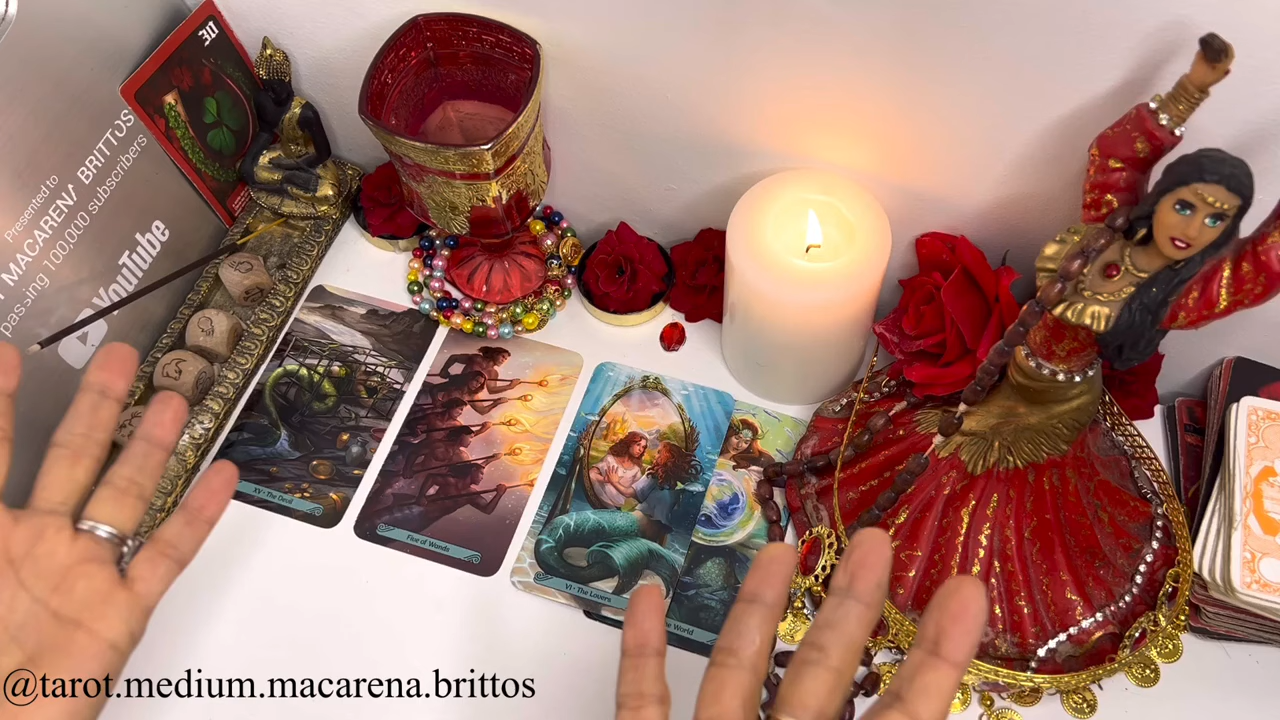 Presented to
MACARENA BRITTOS
passing 100,000 subscribers
YouTube
XV • The Devil
Five of Wands
VI • The Lovers
The World
@tarot.medium.macarena.brittos